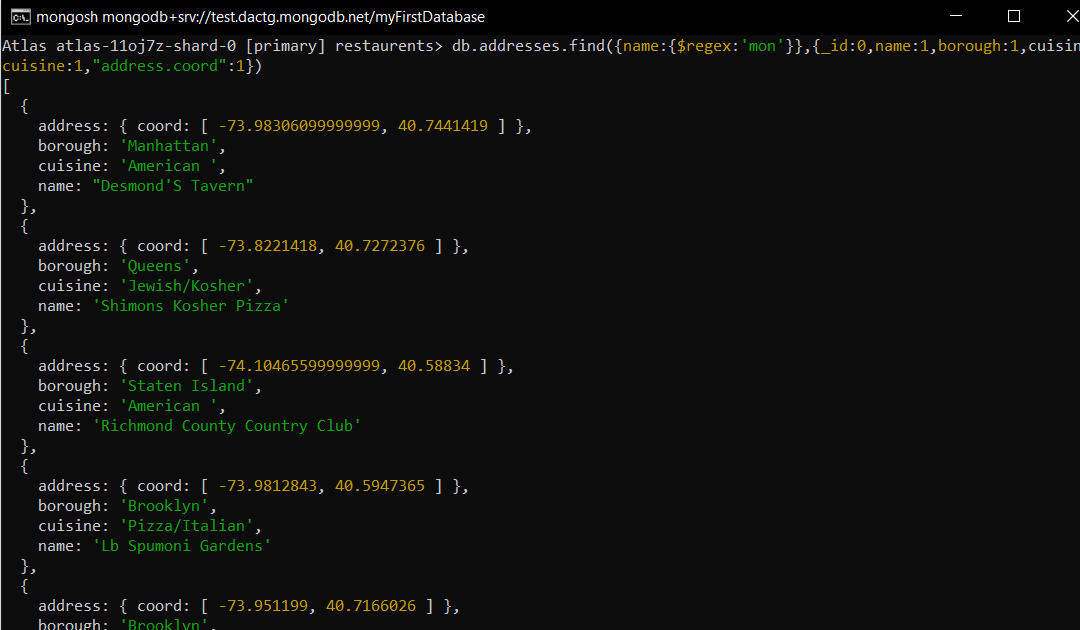 mongosh mongodb+srv://test.dactg.mongodb.net/myFirstDatabase
Atlas atlas-11oj7z-shard-0 [primary] restaurents> db.addresses.find({name:{$regex:'mon'}},{_id:0,name:1,borough:1,cuisin
cuisine:1,"address.coord":1})
[
  {
    address: { coord: [ -73.98306099999999, 40.7441419 ] },
    borough: 'Manhattan',
    cuisine: 'American ',
    name: "Desmond'S Tavern"
  },
  {
    address: { coord: [ -73.8221418, 40.7272376 ] },
    borough: 'Queens',
    cuisine: 'Jewish/Kosher',
    name: 'Shimons Kosher Pizza'
  },
  {
    address: { coord: [ -74.10465599999999, 40.58834 ] },
    borough: 'Staten Island',
    cuisine: 'American ',
    name: 'Richmond County Country Club'
  },
  {
    address: { coord: [ -73.9812843, 40.5947365 ] },
    borough: 'Brooklyn',
    cuisine: 'Pizza/Italian',
    name: 'Lb Spumoni Gardens'
  },
  {
    address: { coord: [ -73.951199, 40.7166026 ] },
    borough: 'Brooklyn',